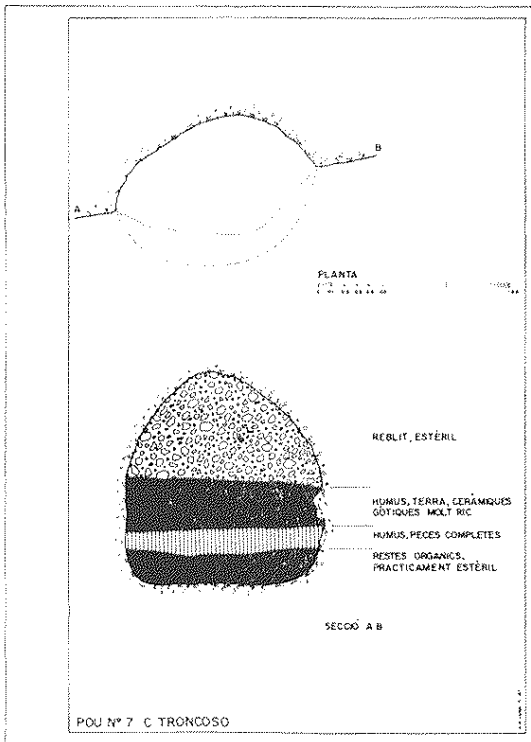 A
B
PLANTA
REBLIT, ESTÈRIL
HUMUS, TERRA, CERÀMIQUES
GÒTIQUES MOLT RIC
HUMUS, PECES COMPLETES
RESTES ORGANICS,
PRACTICAMENT ESTÈRIL
SECCIÓ A B
POU Nº 7 C TRONCOSO